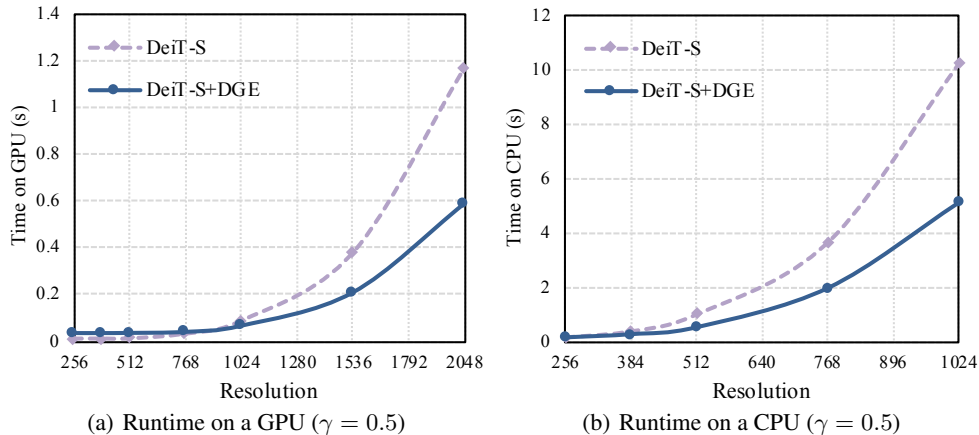 1.4
1.2
1
0.8
0.6
0.4
0.2
0
Time on GPU (s)
DeiT-S
DeiT-S+DGE
256 512 768 1024 1280 1536 1792 2048
Resolution
(a) Runtime on a GPU (γ = 0.5)
12
10
8
6
4
2
0
Time on CPU (s)
DeiT-S
DeiT-S+DGE
256 384 512 640 768 896 1024
Resolution
(b) Runtime on a CPU (γ = 0.5)